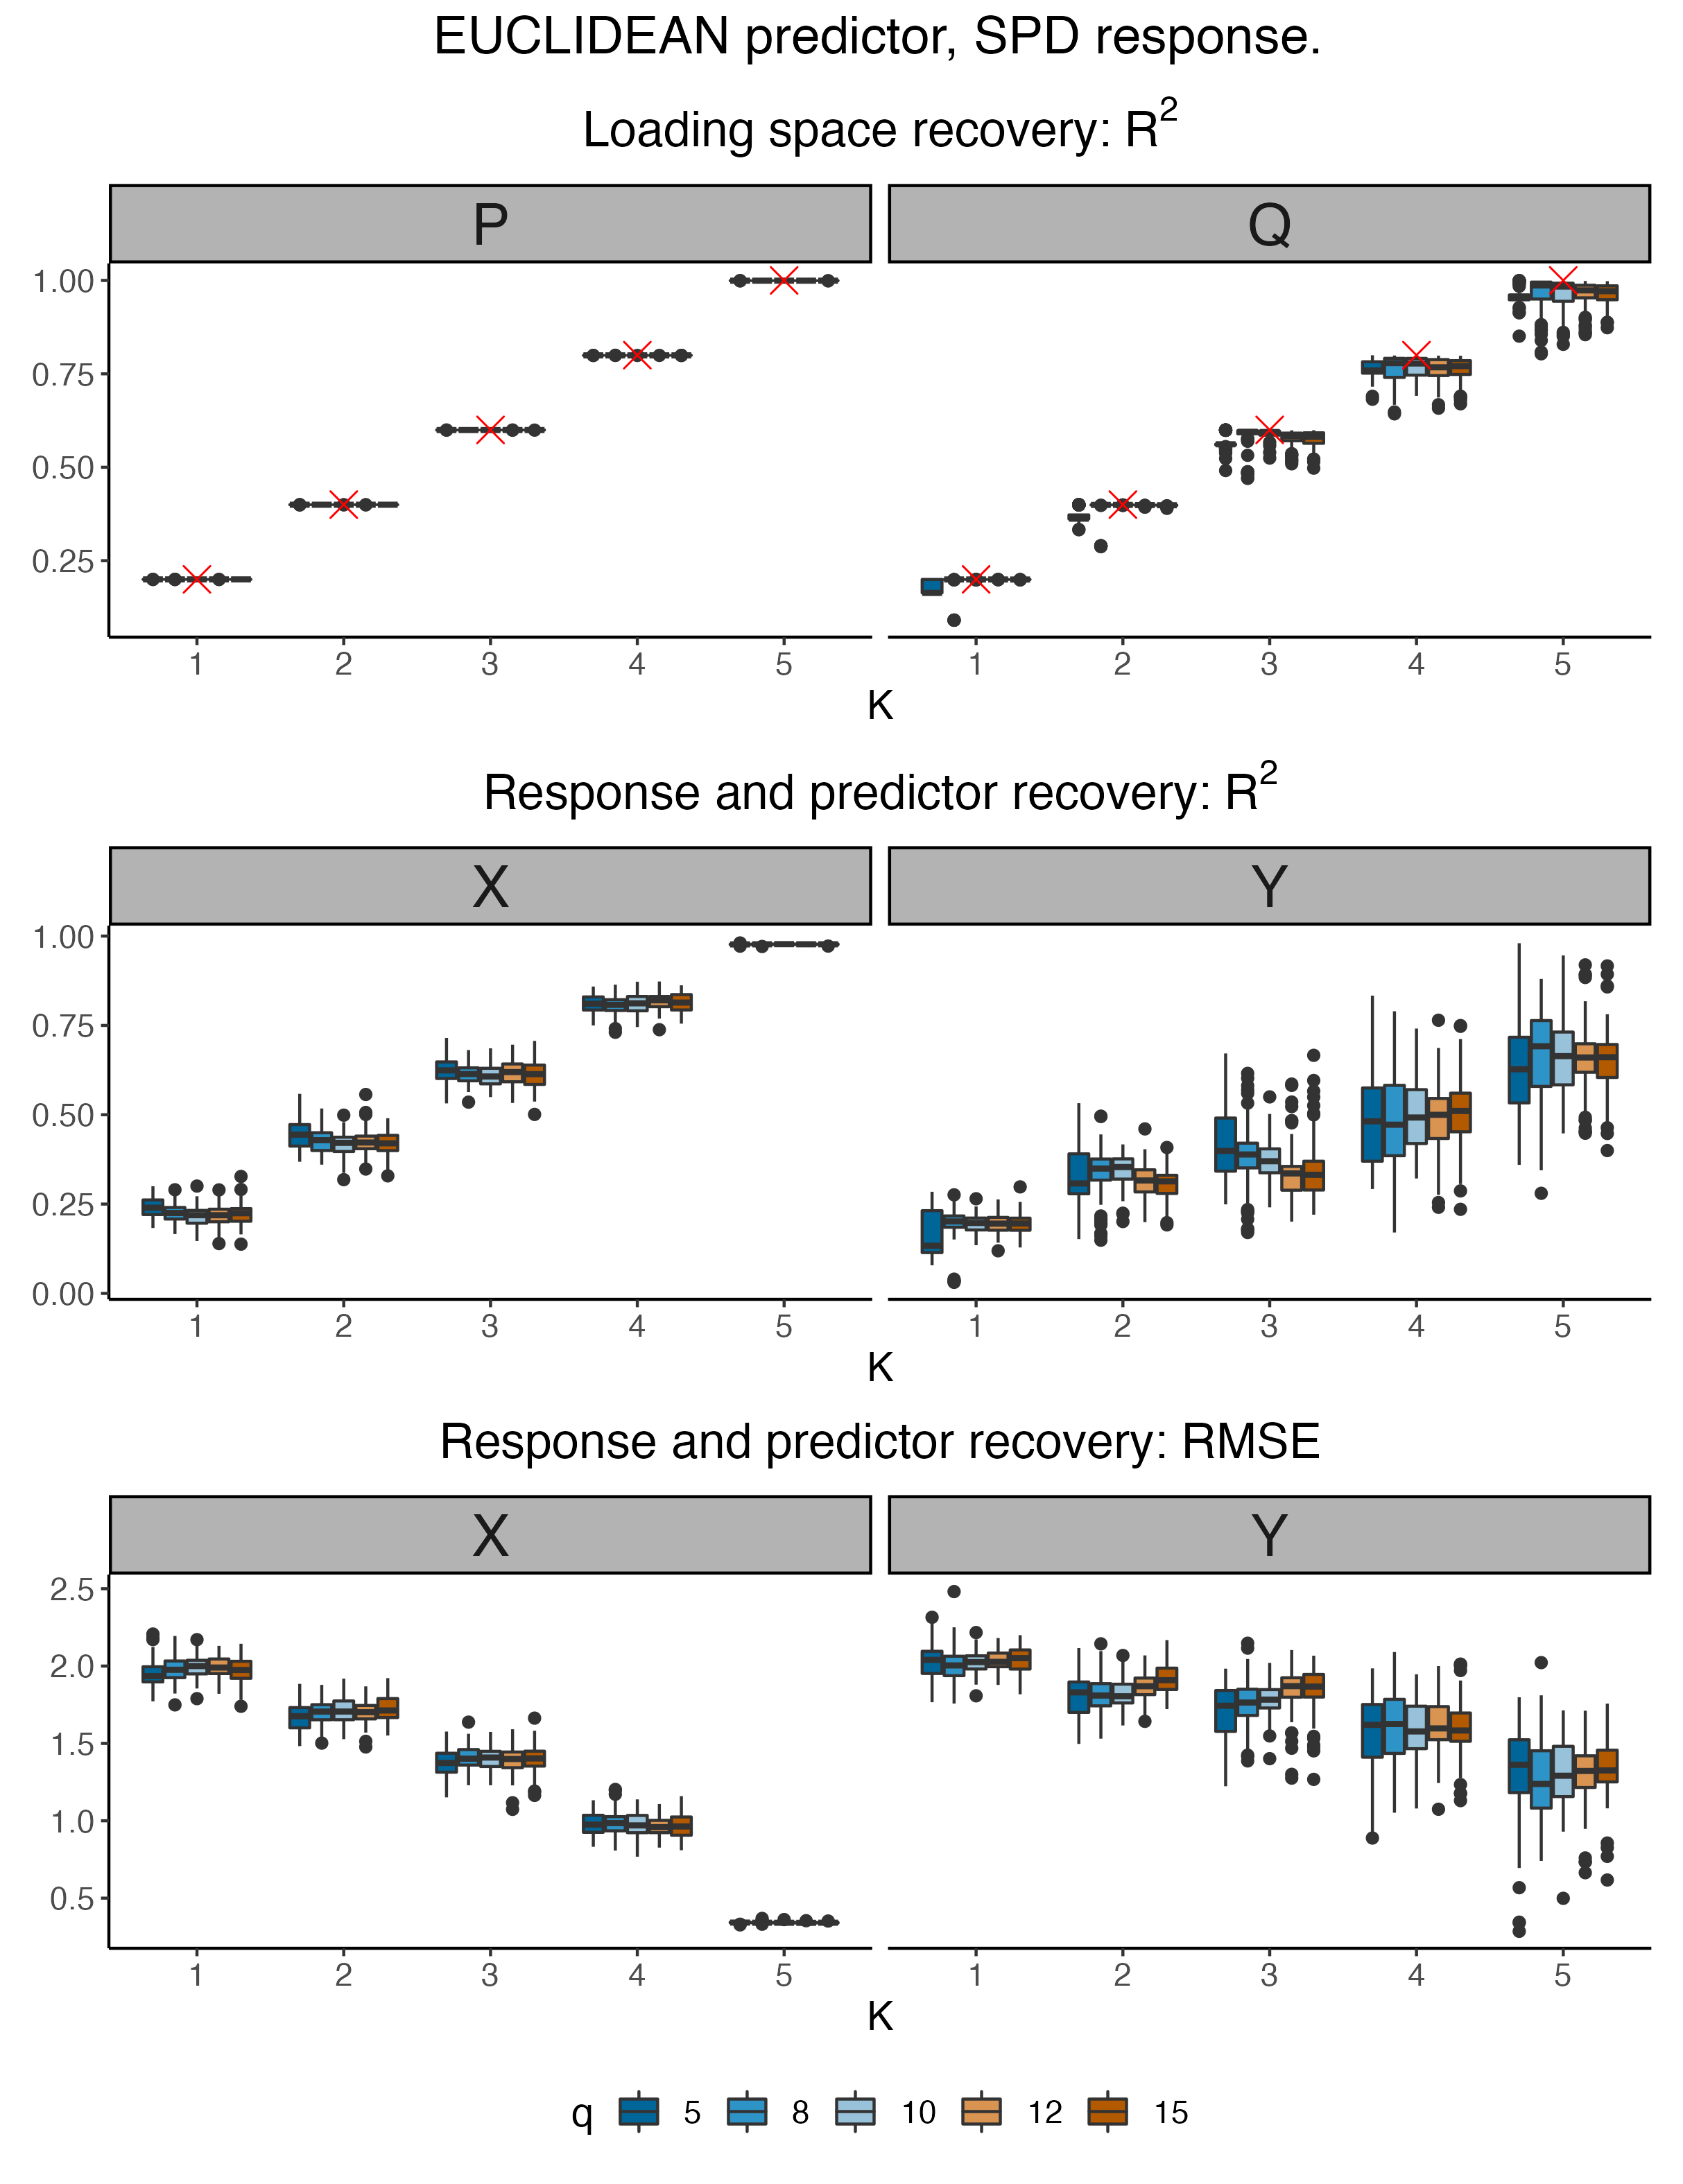 EUCLIDEAN predictor, SPD response.
Loading space recovery: R²
P Q
1.00
0.75
0.50
0.25
1 2 3 4 5 1 2 3 4 5
K
Response and predictor recovery: R²
X Y
1.00
0.75
0.50
0.25
0.00
1 2 3 4 5 1 2 3 4 5
K
Response and predictor recovery: RMSE
X Y
2.5
2.0
1.5
1.0
0.5
1 2 3 4 5 1 2 3 4 5
K
q 5 8 10 12 15